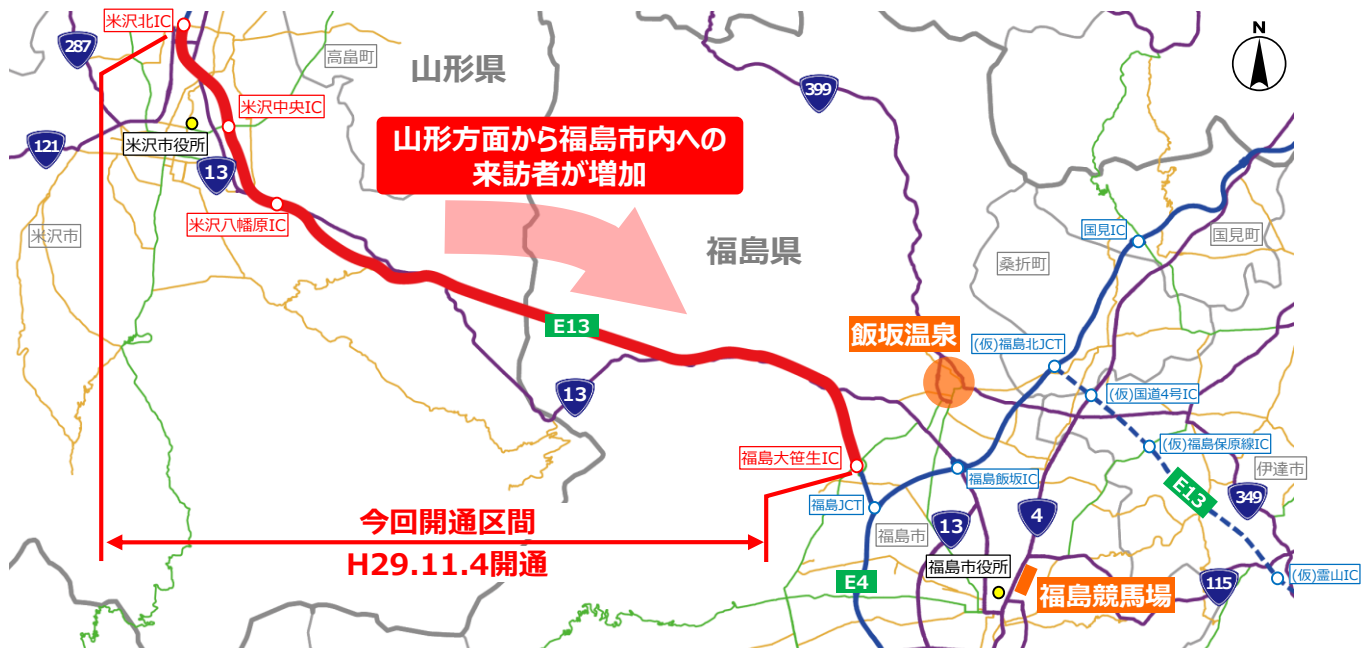 米沢北IC
287
高畠町
山形県
399
N
米沢中央IC
米沢市役所
121
13
山形方面から福島市内への
来訪者が増加
米沢八幡原IC
米沢市
福島県
国見IC
国見町
桑折町
E13
飯坂温泉
(仮)福島北JCT
13
(仮)国道4号IC
(仮)福島保原線IC
福島大笹生IC
福島飯坂IC
伊達市
E13
349
福島JCT
今回開通区間
H29.11.4開通
福島市
13
4
福島市役所
E4
福島競馬場
115
(仮)霊山IC